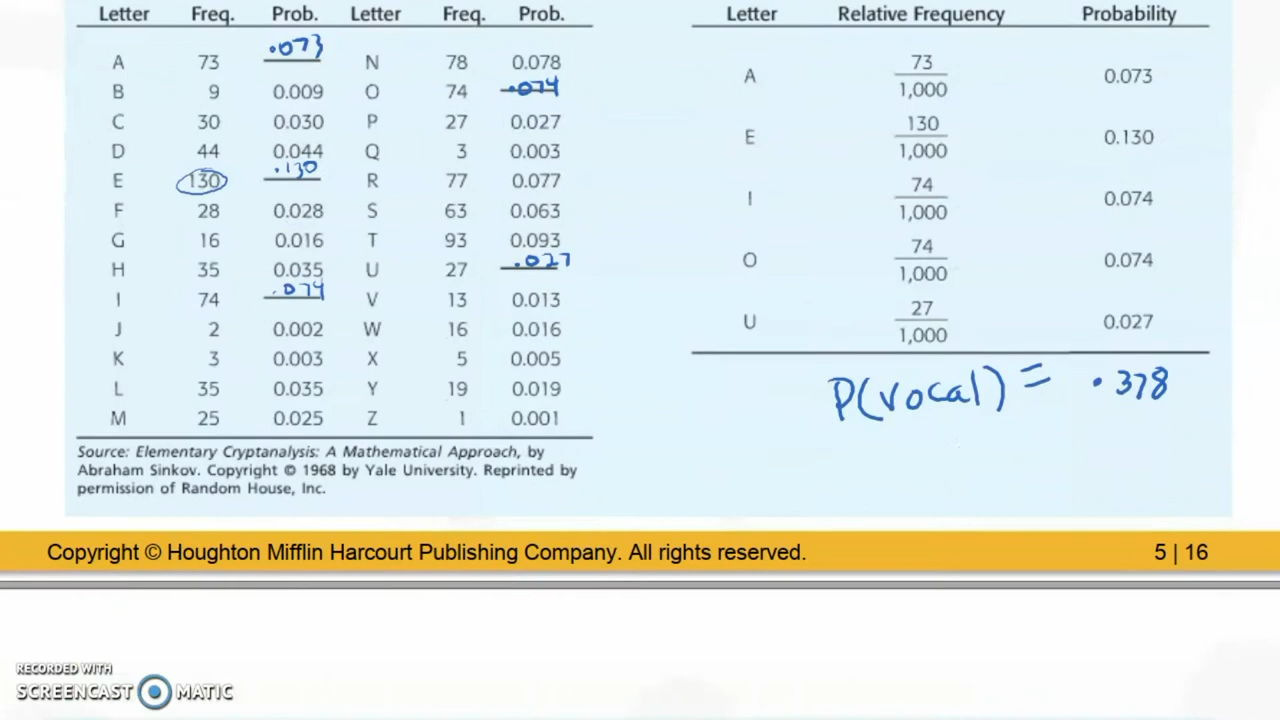 Letter Freq. Prob. Letter Freq. Prob.
A 73 .073 N 78 0.078
B 9 0.009 O 74 .074
C 30 0.030 P 27 0.027
D 44 0.044 Q 3 0.003
E 130 .130 R 77 0.077
F 28 0.028 S 63 0.063
G 16 0.016 T 93 0.093
H 35 0.035 U 27 .027
I 74 .074 V 13 0.013
J 2 0.002 W 16 0.016
K 3 0.003 X 5 0.005
L 35 0.035 Y 19 0.019
M 25 0.025 Z 1 0.001
Source: Elementary Cryptanalysis: A Mathematical Approach, by
Abraham Sinkov. Copyright © 1968 by Yale University. Reprinted by
permission of Random House, Inc.
Letter Relative Frequency Probability
A 73/1,000 0.073
E 130/1,000 0.130
I 74/1,000 0.074
O 74/1,000 0.074
U 27/1,000 0.027
P(vocal) = .378
Copyright © Houghton Mifflin Harcourt Publishing Company. All rights reserved. 5 | 16
RECORDED WITH
SCREENCAST MATIC